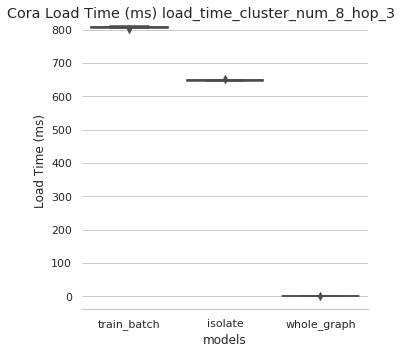 Cora Load Time (ms) load_time_cluster_num_8_hop_3
800
700
600
500
400
300
200
100
0
Load Time (ms)
train_batch isolate whole_graph
models